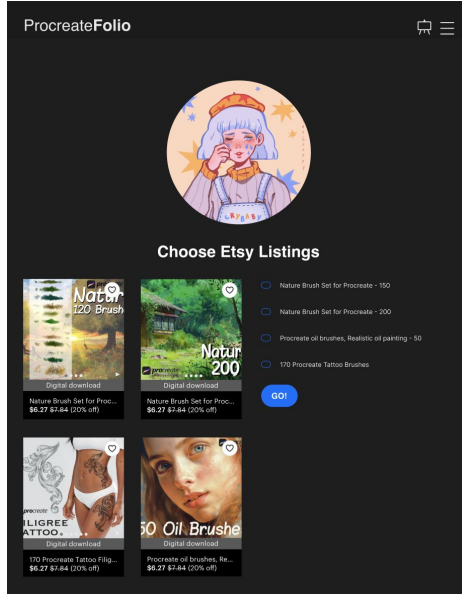 ProcreateFolio
CRYBABY
Choose Etsy Listings
Natur
120 Brush
Digital download
Nature Brush Set for Proc...
$6.27 $7.84 (20% off)
procreate
Natur
200
Digital download
Nature Brush Set for Proc...
$6.27 $7.84 (20% off)
Nature Brush Set for Procreate - 150
Nature Brush Set for Procreate - 200
Procreate oil brushes, Realistic oil painting - 50
170 Procreate Tattoo Brushes
GO!
procreate
ILIGREE
ATTOO
Digital download
170 Procreate Tattoo Filig...
$6.27 $7.84 (20% off)
50 Oil Brushe
Digital download
Procreate oil brushes, Re...
$6.27 $7.84 (20% off)